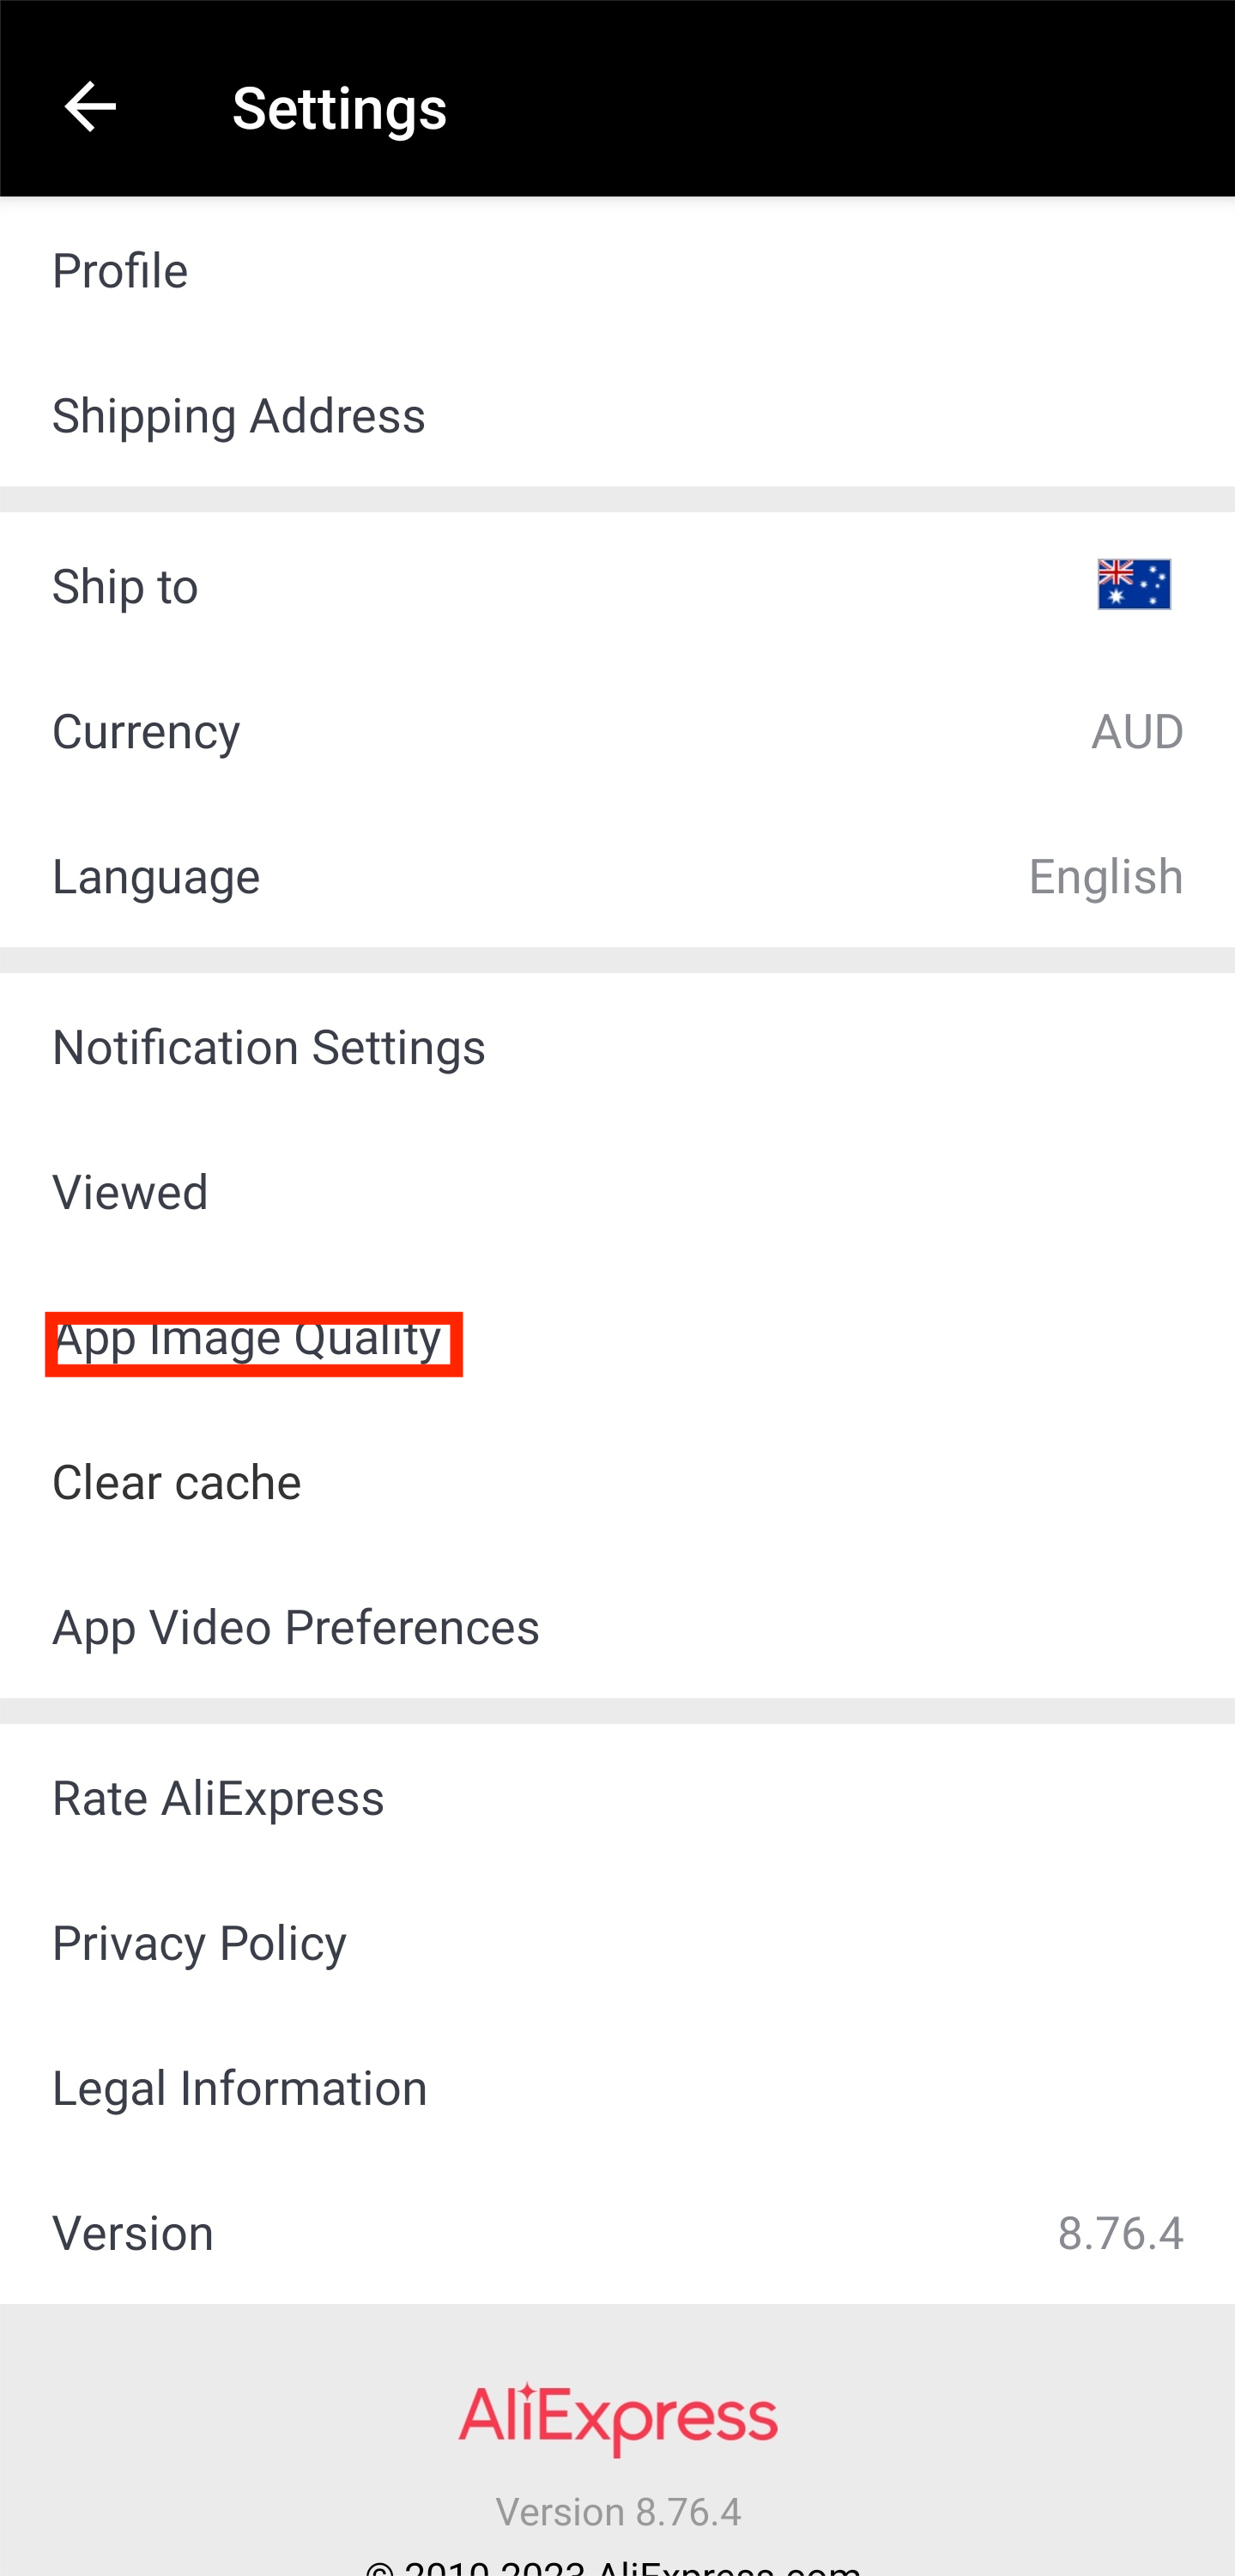 Settings
Profile
Shipping Address
Ship to
Currency AUD
Language English
Notification Settings
Viewed
App Image Quality
Clear cache
App Video Preferences
Rate AliExpress
Privacy Policy
Legal Information
Version 8.76.4
AliExpress
Version 8.76.4
© 2010-2023 AliExpress.com